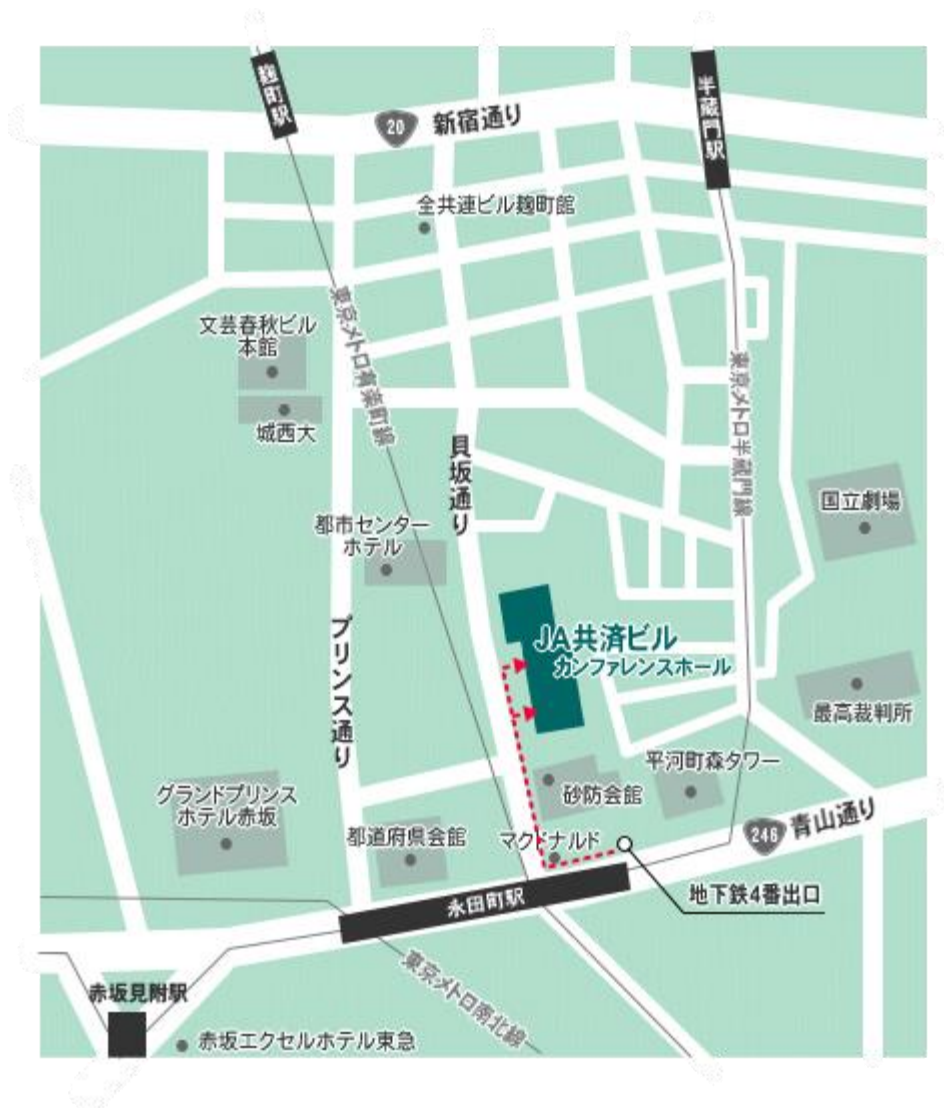 麹町駅
20
新宿通り
半蔵門駅
全共連ビル麹町館
東京メトロ有楽町線
文芸春秋ビル
本館
城西大
東京メトロ半蔵門線
貝坂通り
国立劇場
都市センター
ホテル
プリンス通り
JA共済ビル
カンファレンスホール
最高裁判所
平河町森タワー
グランドプリンス
ホテル赤坂
砂防会館
都道府県会館
マクドナルド
246
青山通り
地下鉄4番出口
永田町駅
東京メトロ南北線
赤坂見附駅
赤坂エクセルホテル東急